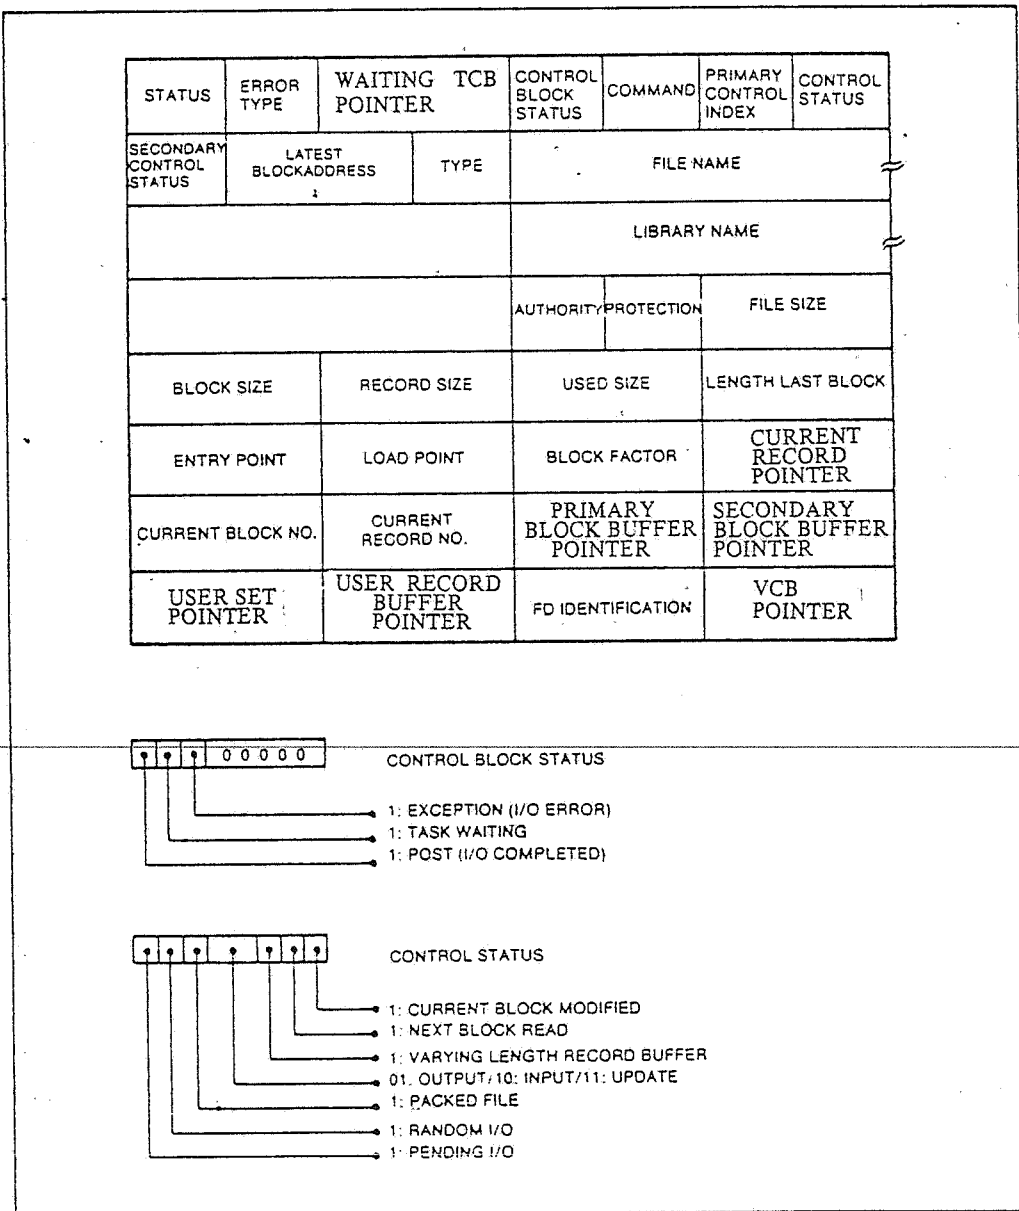 STATUS
ERROR
TYPE
WAITING TCB
POINTER
CONTROL
BLOCK
STATUS
COMMAND
PRIMARY
CONTROL
INDEX
CONTROL
STATUS
SECONDARY
CONTROL
STATUS
LATEST
BLOCKADDRESS
TYPE
FILE NAME
LIBRARY NAME
AUTHORITY
PROTECTION
FILE SIZE
BLOCK SIZE
RECORD SIZE
USED SIZE
LENGTH LAST BLOCK
ENTRY POINT
LOAD POINT
BLOCK FACTOR
CURRENT
RECORD
POINTER
CURRENT BLOCK NO.
CURRENT
RECORD NO.
PRIMARY
BLOCK BUFFER
POINTER
SECONDARY
BLOCK BUFFER
POINTER
USER SET
POINTER
USER RECORD
BUFFER
POINTER
FD IDENTIFICATION
VCB
POINTER
0 0 0 0 0
CONTROL BLOCK STATUS
1: EXCEPTION (I/O ERROR)
1: TASK WAITING
1: POST (I/O COMPLETED)
CONTROL STATUS
1: CURRENT BLOCK MODIFIED
1: NEXT BLOCK READ
1: VARYING LENGTH RECORD BUFFER
01: OUTPUT/10: INPUT/11: UPDATE
1: PACKED FILE
1: RANDOM I/O
1: PENDING I/O